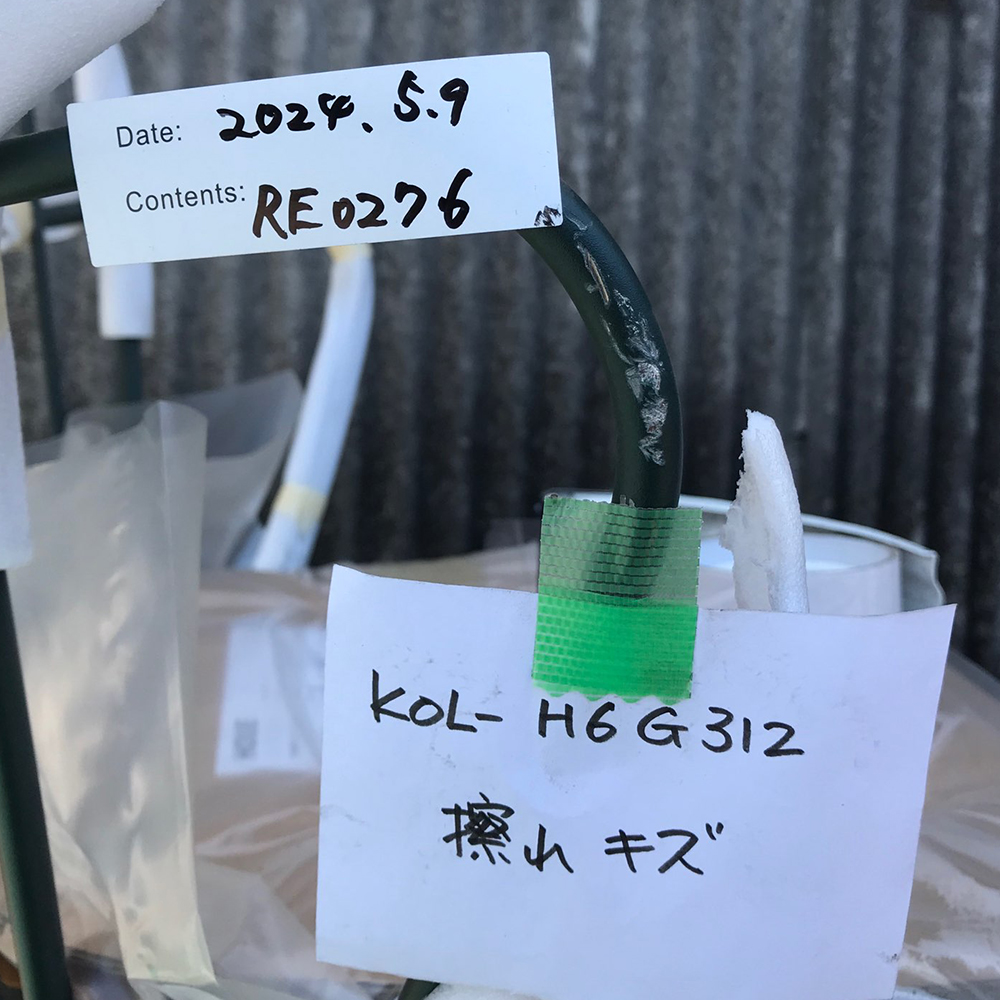 Date: 2024.5.9
Contents: RE0276
KOL-H6G312
擦れキズ